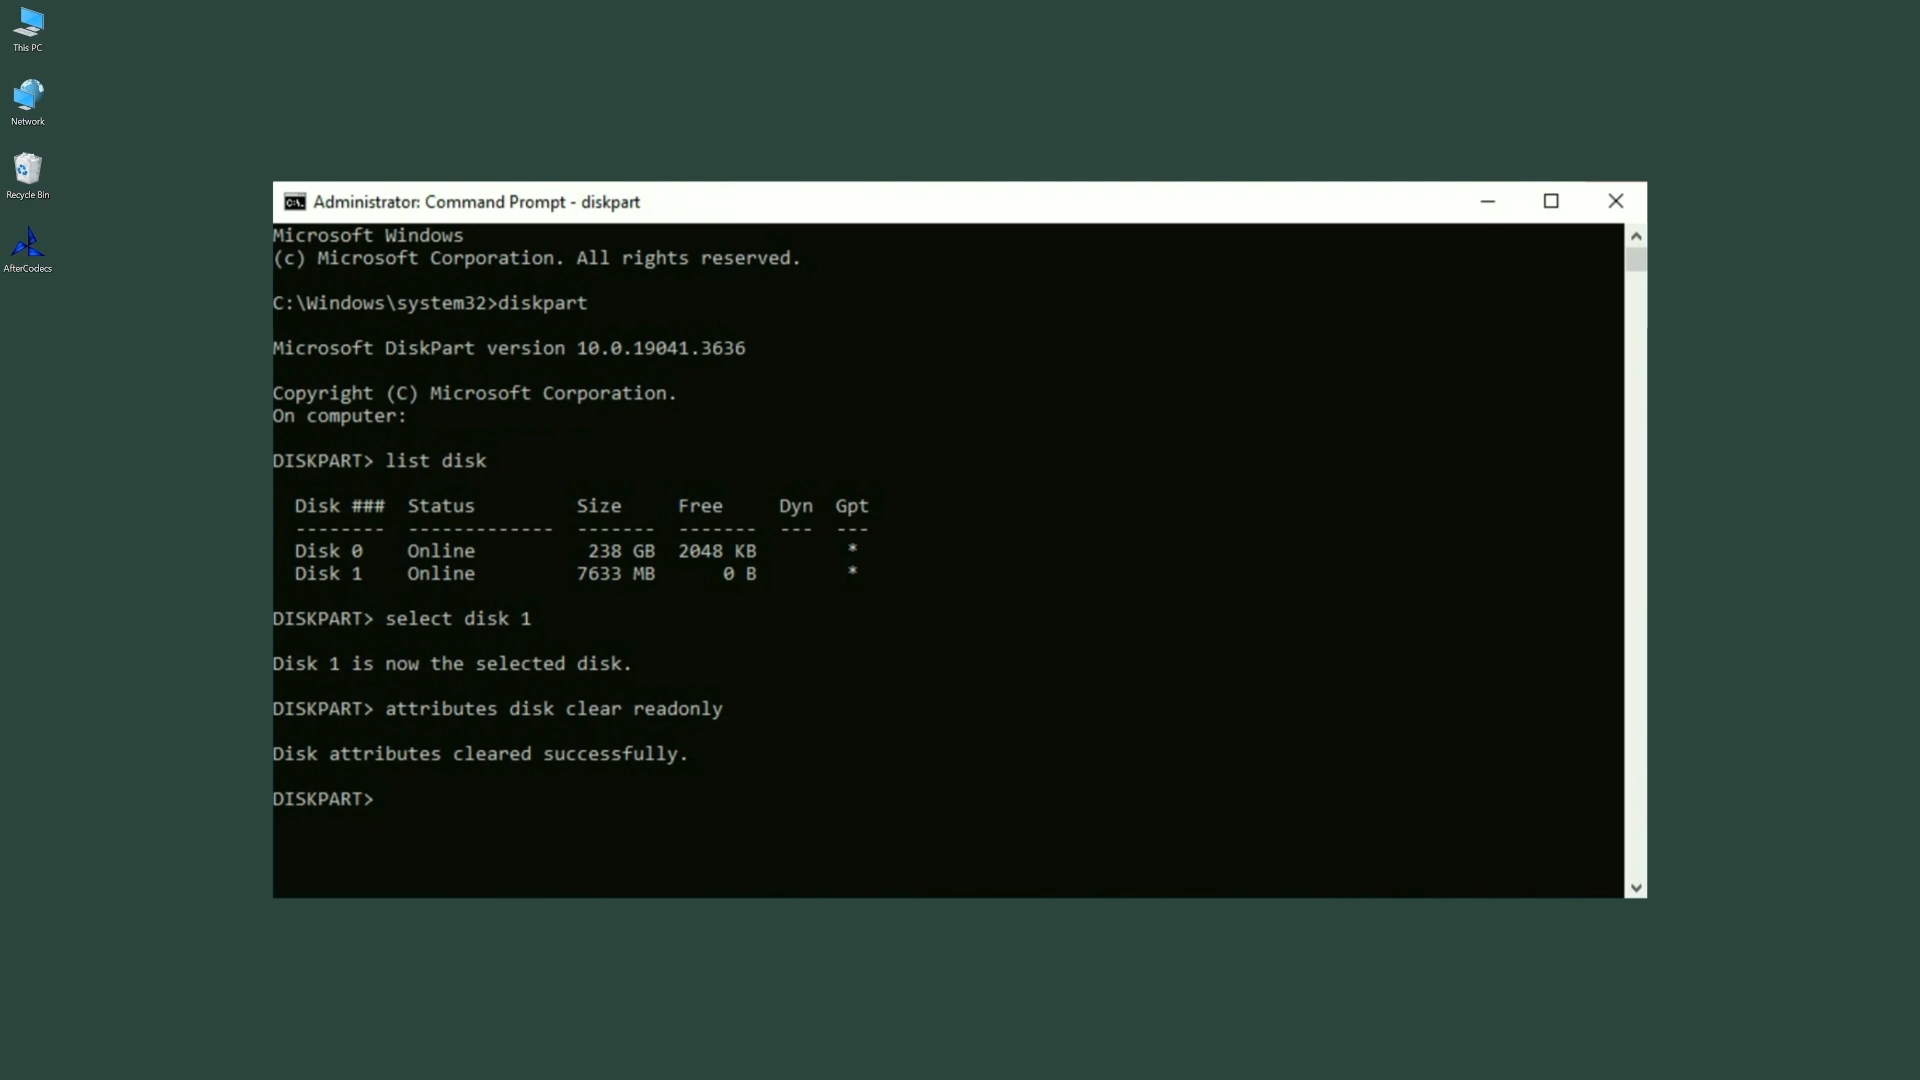 This PC
Network
Recycle Bin
AfterCodecs
Administrator: Command Prompt - diskpart
Microsoft Windows
(c) Microsoft Corporation. All rights reserved.
C:\Windows\system32>diskpart
Microsoft DiskPart version 10.0.19041.3636
Copyright (C) Microsoft Corporation.
On computer:
DISKPART> list disk
Disk ###  Status         Size     Free     Dyn  Gpt
--------  -------------  -------  -------  ---  ---
Disk 0    Online          238 GB  2048 KB        *
Disk 1    Online         7633 MB      0 B        *
DISKPART> select disk 1
Disk 1 is now the selected disk.
DISKPART> attributes disk clear readonly
Disk attributes cleared successfully.
DISKPART>